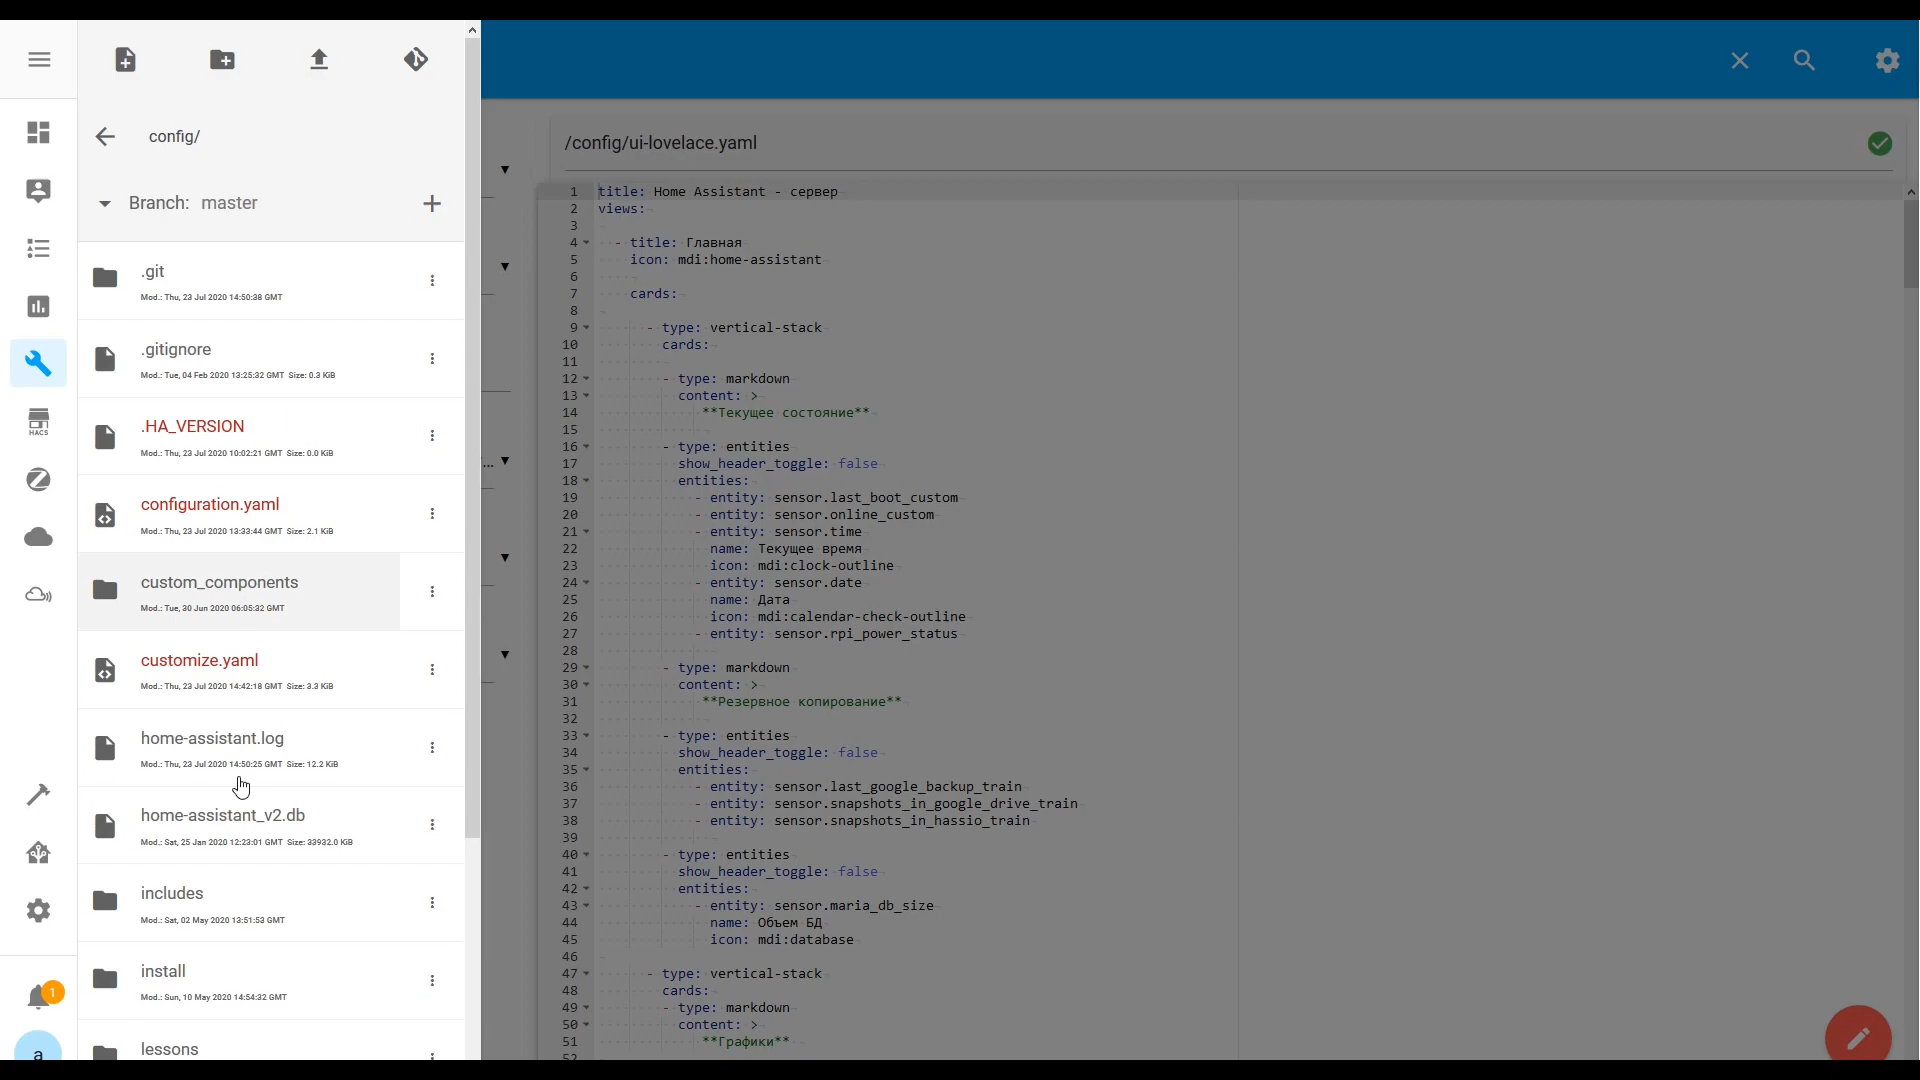 config/
Branch: master
.git
Mod.: Thu, 23 Jul 2020 14:50:38 GMT
.gitignore
Mod.: Tue, 04 Feb 2020 13:25:32 GMT Size: 0.3 KiB
.HA_VERSION
Mod.: Thu, 23 Jul 2020 10:02:21 GMT Size: 0.0 KiB
configuration.yaml
Mod.: Thu, 23 Jul 2020 13:33:44 GMT Size: 2.1 KiB
custom_components
Mod.: Tue, 30 Jun 2020 06:05:32 GMT
customize.yaml
Mod.: Thu, 23 Jul 2020 14:42:18 GMT Size: 3.3 KiB
home-assistant.log
Mod.: Thu, 23 Jul 2020 14:50:25 GMT Size: 12.2 KiB
home-assistant_v2.db
Mod.: Sat, 25 Jan 2020 12:23:01 GMT Size: 33932.0 KiB
includes
Mod.: Sat, 02 May 2020 13:51:53 GMT
install
Mod.: Sun, 10 May 2020 14:54:32 GMT
lessons
HACS
1
a
...
/config/ui-lovelace.yaml
1 title: Home Assistant - сервер
2 views:
3
4 - title: Главная
5 icon: mdi:home-assistant
6
7 cards:
8
9 - type: vertical-stack
10 cards:
11
12 - type: markdown
13 content: >
14 **Текущее состояние**
15
16 - type: entities
17 show_header_toggle: false
18 entities:
19 - entity: sensor.last_boot_custom
20 - entity: sensor.online_custom
21 - entity: sensor.time
22 name: Текущее время
23 icon: mdi:clock-outline
24 - entity: sensor.date
25 name: Дата
26 icon: mdi:calendar-check-outline
27 - entity: sensor.rpi_power_status
28
29 - type: markdown
30 content: >
31 **Резервное копирование**
32
33 - type: entities
34 show_header_toggle: false
35 entities:
36 - entity: sensor.last_google_backup_train
37 - entity: sensor.snapshots_in_google_drive_train
38 - entity: sensor.snapshots_in_hassio_train
39
40 - type: entities
41 show_header_toggle: false
42 entities:
43 - entity: sensor.maria_db_size
44 name: Объем БД
45 icon: mdi:database
46
47 - type: vertical-stack
48 cards:
49 - type: markdown
50 content: >
51 **Графики**
52